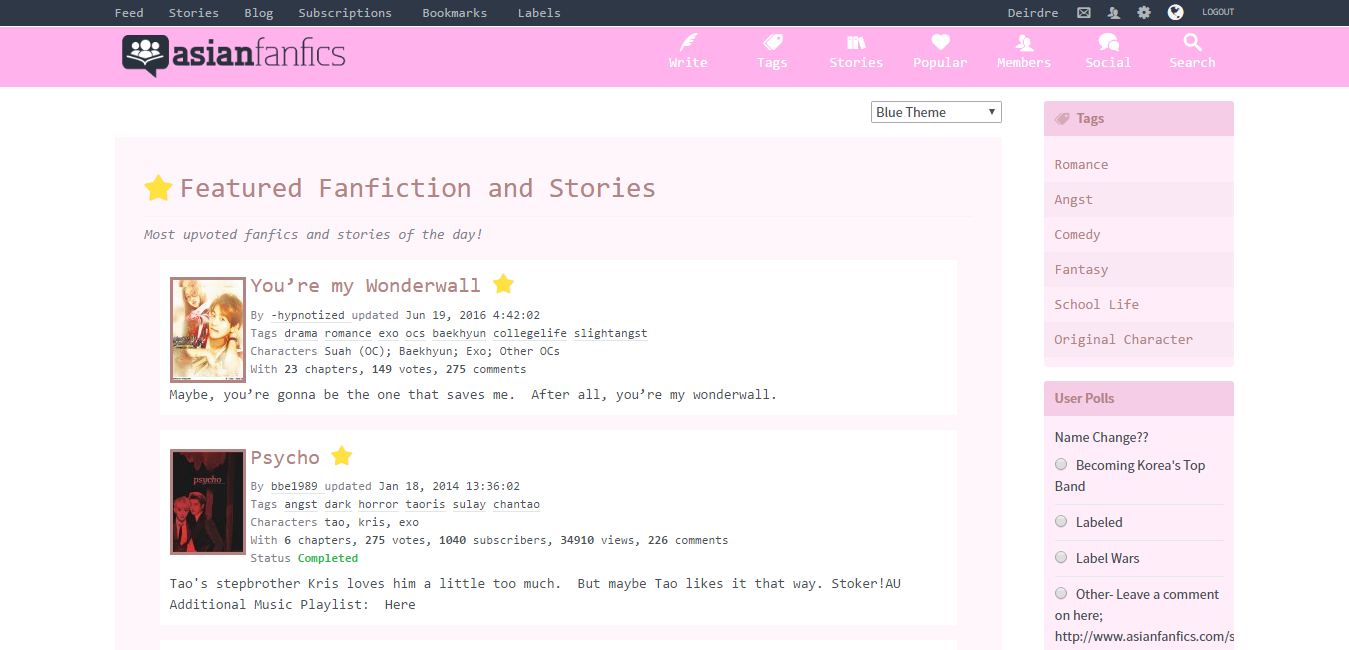 Feed Stories Blog Subscriptions Bookmarks Labels Deirdre LOGOUT
asianfanfics Write Tags Stories Popular Members Social Search
Blue Theme
Featured Fanfiction and Stories
Most upvoted fanfics and stories of the day!
You’re my Wonderwall
By -hypnotized updated Jun 19, 2016 4:42:02
Tags drama romance exo ocs baekhyun collegelife slightangst
Characters Suah (OC); Baekhyun; Exo; Other OCs
With 23 chapters, 149 votes, 275 comments
Maybe, you’re gonna be the one that saves me.  After all, you’re my wonderwall.
psycho
Psycho
By bbe1989 updated Jan 18, 2014 13:36:02
Tags angst dark horror taoris sulay chantao
Characters tao, kris, exo
With 6 chapters, 275 votes, 1040 subscribers, 34910 views, 226 comments
Status Completed
Tao's stepbrother Kris loves him a little too much.  But maybe Tao likes it that way. Stoker!AU
Additional Music Playlist:  Here
Tags
Romance
Angst
Comedy
Fantasy
School Life
Original Character
User Polls
Name Change??
Becoming Korea's Top
Band
Labeled
Label Wars
Other- Leave a comment
on here;
http://www.asianfanfics.com/s